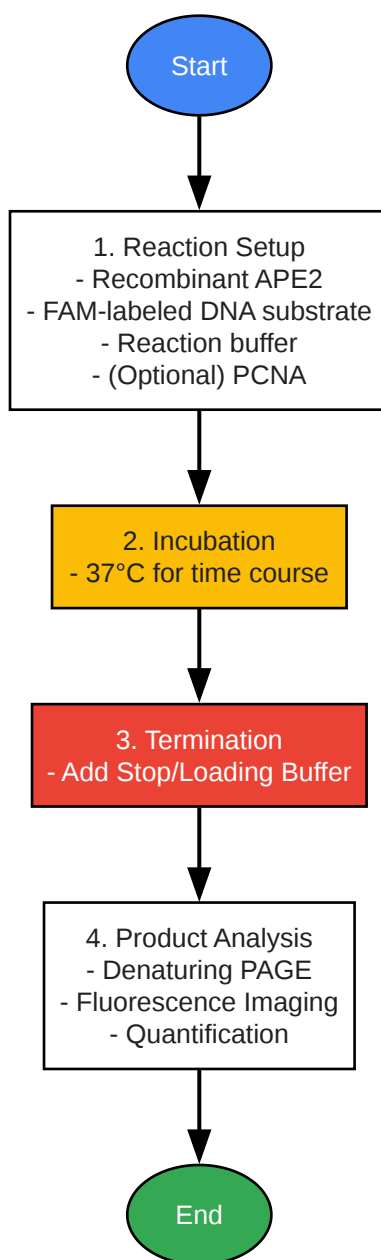 Start
1. Reaction Setup
- Recombinant APE2
- FAM-labeled DNA substrate
- Reaction buffer
- (Optional) PCNA
2. Incubation
- 37°C for time course
3. Termination
- Add Stop/Loading Buffer
4. Product Analysis
- Denaturing PAGE
- Fluorescence Imaging
- Quantification
End